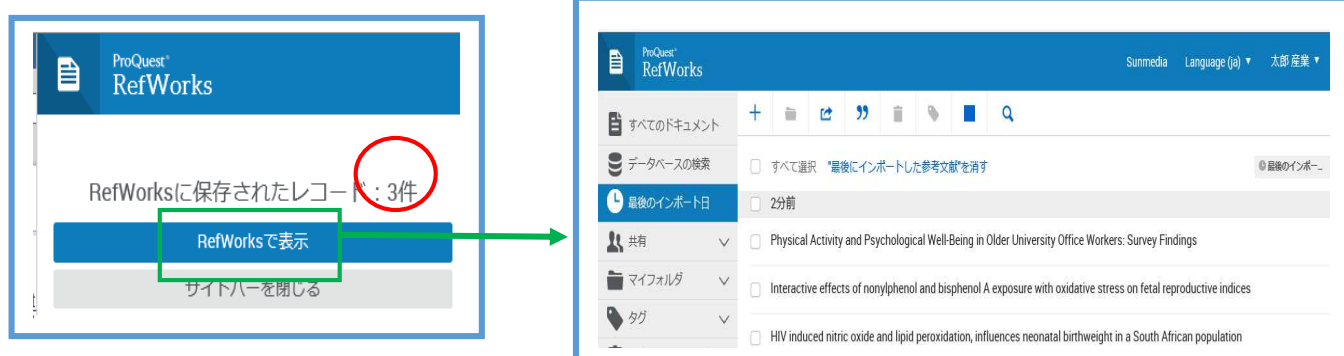 ProQuest®
RefWorks
RefWorksに保存されたレコード：3件
RefWorksで表示
サイドバーを閉じる
ProQuest®
RefWorks
Sunmedia Language (ja) ▼ 太郎 産業 ▼
すべてのドキュメント
データベースの検索
最後のインポート日
共有
マイフォルダ
タグ
すべて選択 "最後にインポートした参考文献"を消す
最後のインポー...
2分前
Physical Activity and Psychological Well-Being in Older University Office Workers: Survey Findings
Interactive effects of nonylphenol and bisphenol A exposure with oxidative stress on fetal reproductive indices
HIV induced nitric oxide and lipid peroxidation, influences neonatal birthweight in a South African population